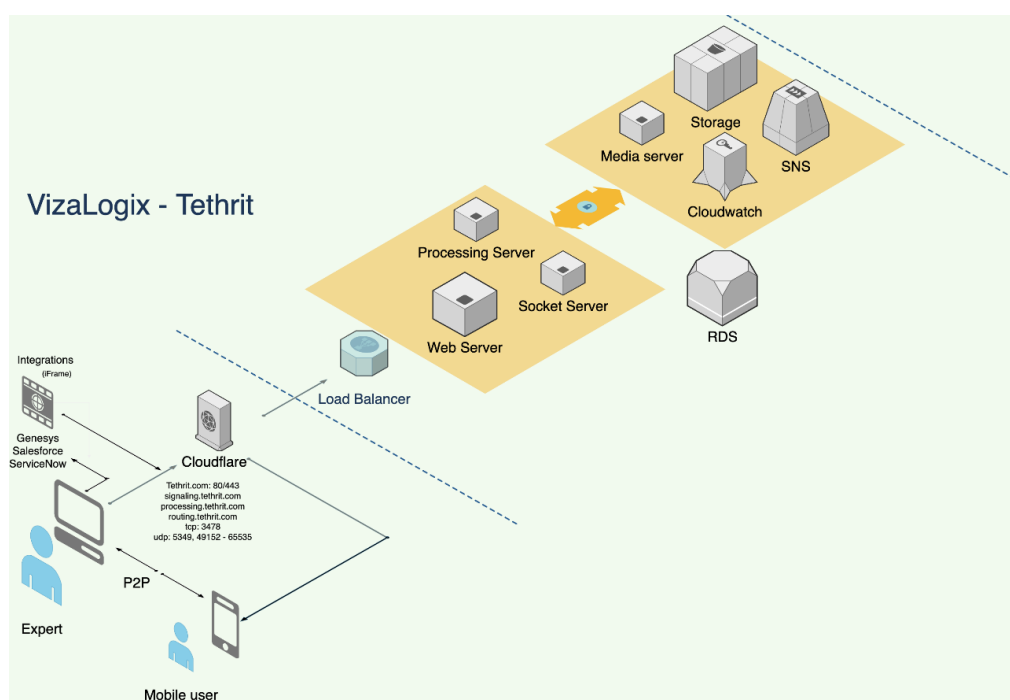 VizaLogix - Tethrit
Storage
Media server
SNS
Cloudwatch
Processing Server
Socket Server
Web Server
RDS
Load Balancer
Integrations
(iFrame)
Genesys
Salesforce
ServiceNow
Cloudflare
Tethrit.com: 80/443
signaling.tethrit.com
processing.tethrit.com
routing.tethrit.com
tcp: 3478
udp: 5349, 49152 - 65535
P2P
Expert
Mobile user